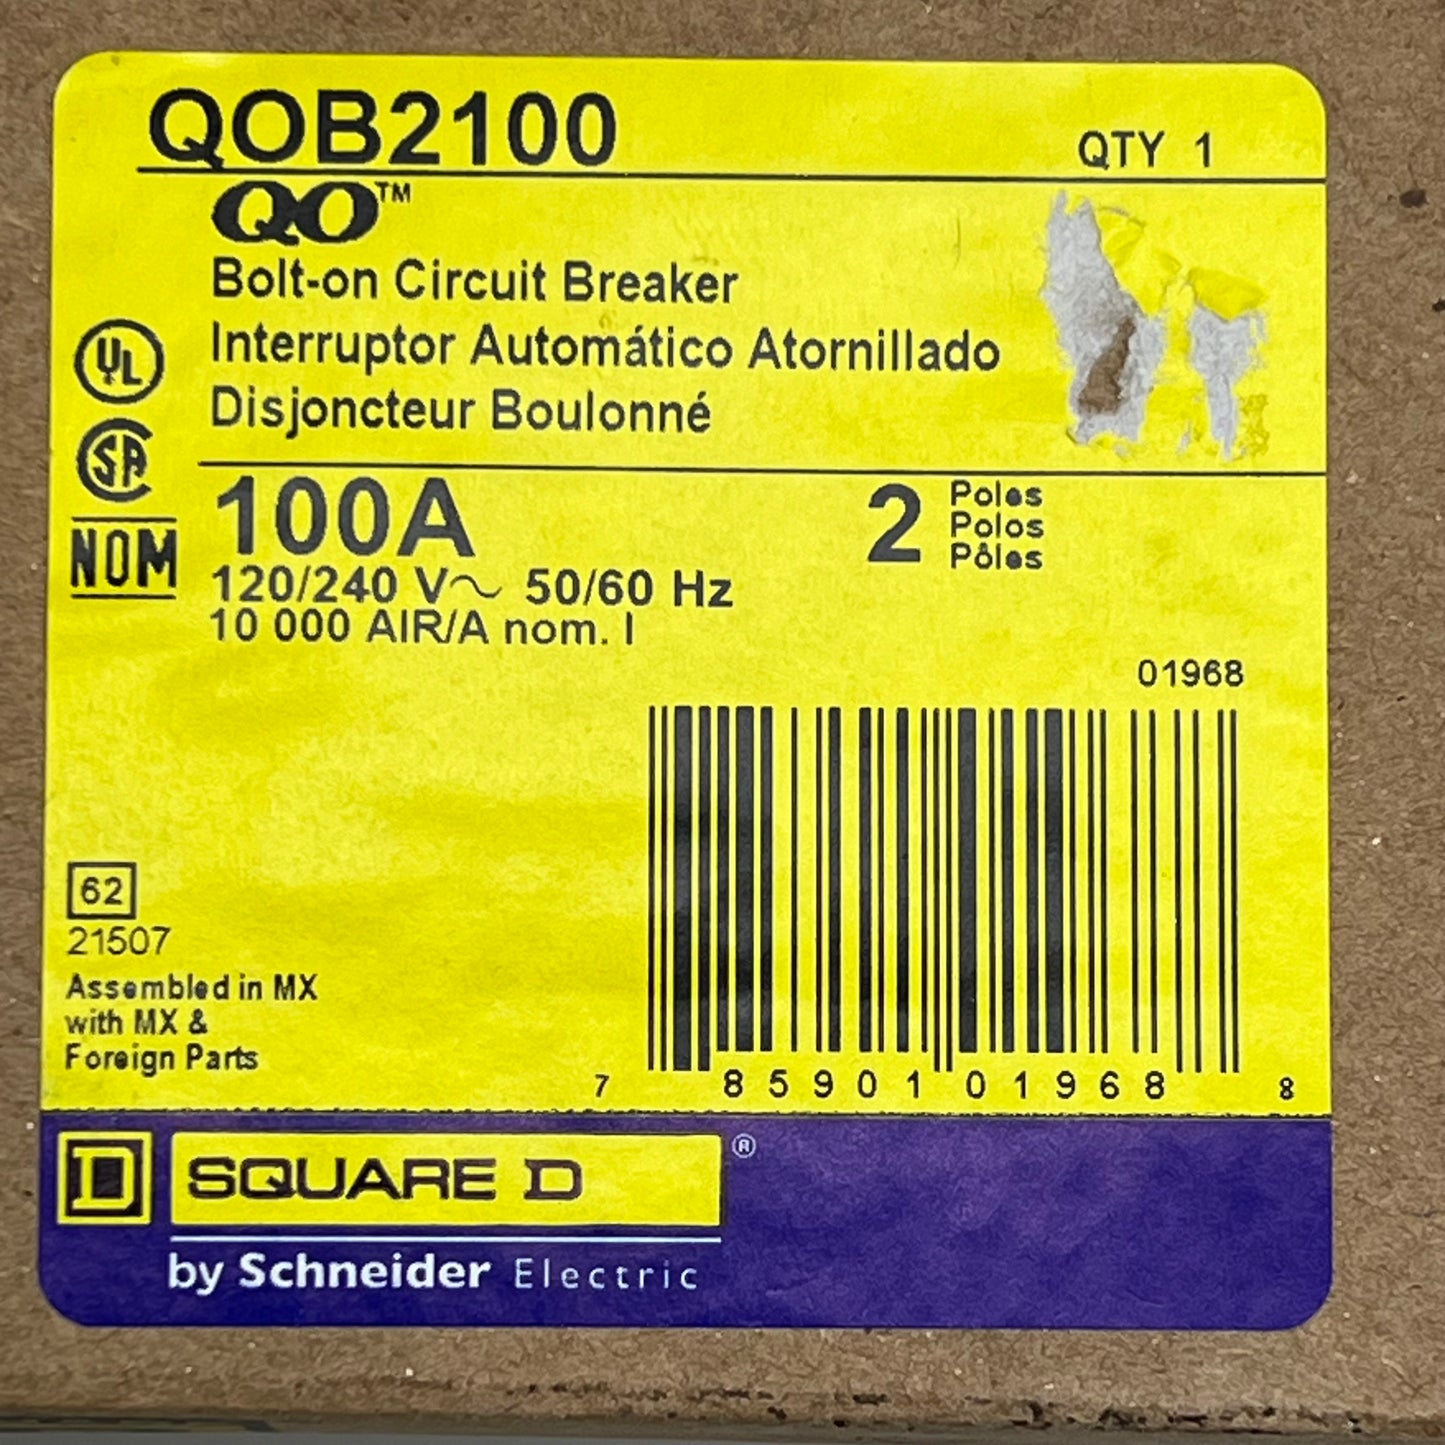 QOB2100
QTY 1
QO™
Bolt-on Circuit Breaker
Interruptor Automático Atornillado
Disjoncteur Boulonné
UL
SA
NOM
100A
2 Poles
Polos
Pôles
120/240 V～ 50/60 Hz
10 000 AIR/A nom. I
01968
62
21507
Assembled in MX
with MX &
Foreign Parts
7 85901 01968 8
D SQUARE D ®
by Schneider Electric